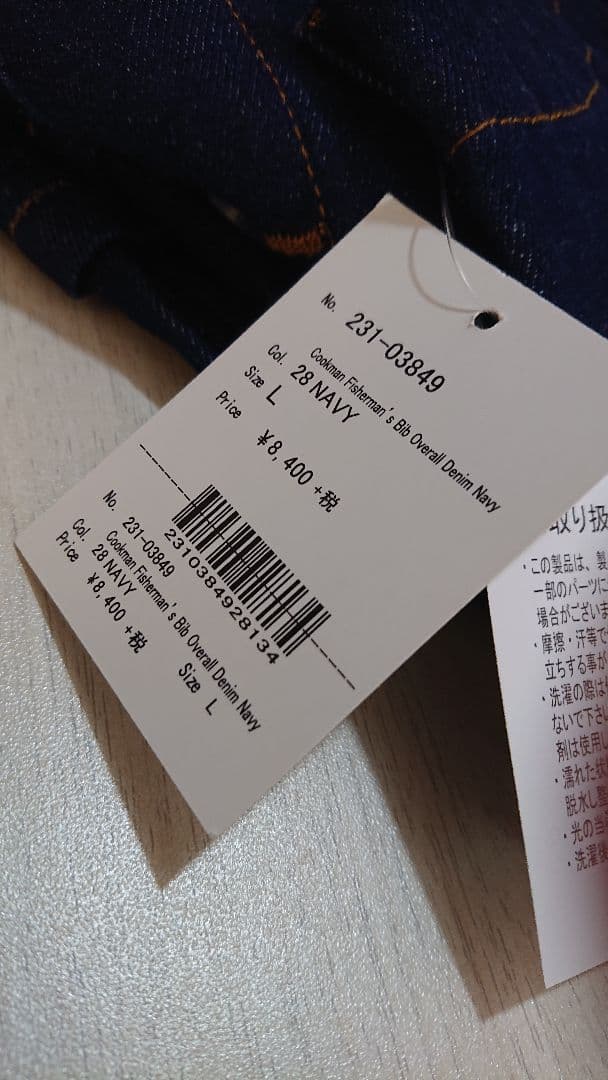 No. 231-03849
Cookman Fisherman's Bib Overall Denim Navy
Col. 28 NAVY
Size L
Price ¥8,400 +税
2310384928134
No. 231-03849
Cookman Fisherman's Bib Overall Denim Navy
Col. 28 NAVY Size L
Price ¥8,400 +税
取り扱
・この製品は、製
一部のパーツに
場合がございま
・摩擦・汗等で
立ちする事が
・洗濯の際は
ないで下さい
剤は使用し
・濡れた状
脱水し
・光の当
・洗濯後